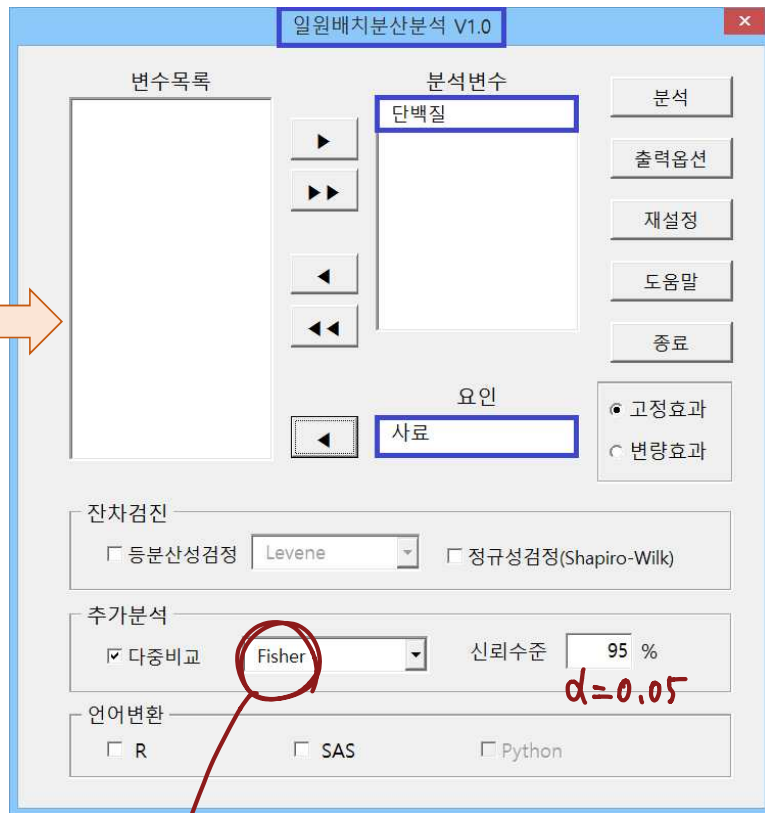 일원배치분산분석 V1.0
변수목록
분석변수
단백질
분석
출력옵션
재설정
도움말
종료
요인
사료
고정효과
변량효과
잔차검진
등분산성검정 Levene 정규성검정(Shapiro-Wilk)
추가분석
다중비교 Fisher 신뢰수준 95 %
α=0.05
언어변환
R SAS Python